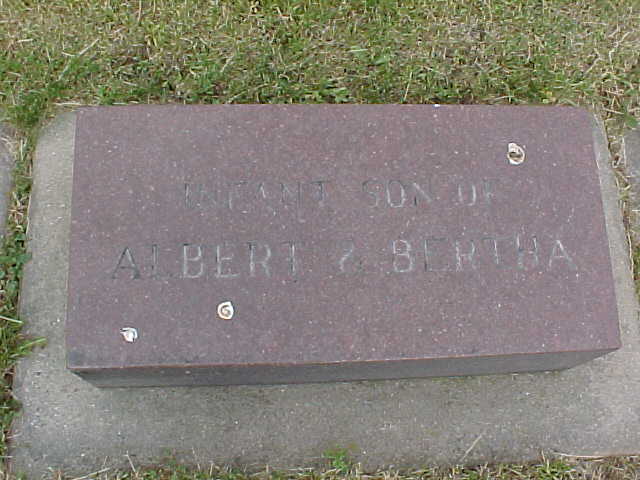 INFANT SON OF
ALBERT & BERTHA